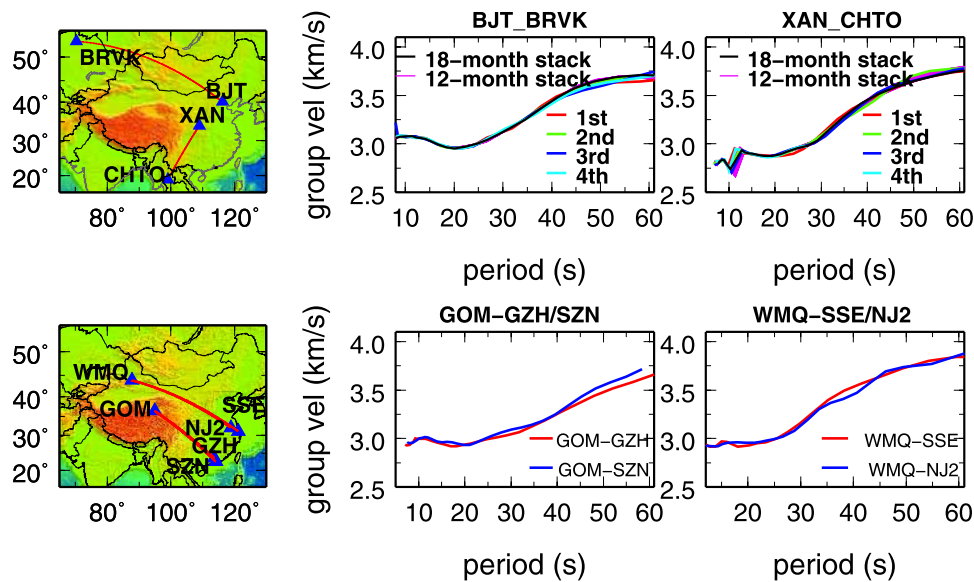 BJT_BRVK
XAN_CHTO
50˚
40˚
30˚
20˚
BRVK
BJT
XAN
CHTO
80˚ 100˚ 120˚
group vel (km/s)
4.0
3.5
3.0
2.5
18-month stack
12-month stack
1st
2nd
3rd
4th
10 20 30 40 50 60
period (s)
4.0
3.5
3.0
2.5
18-month stack
12-month stack
1st
2nd
3rd
4th
10 20 30 40 50 60
period (s)
GOM-GZH/SZN
WMQ-SSE/NJ2
50˚
40˚
30˚
20˚
WMQ
GOM
SSE
NJ2
GZH
SZN
80˚ 100˚ 120˚
group vel (km/s)
4.0
3.5
3.0
2.5
GOM-GZH
GOM-SZN
10 20 30 40 50 60
period (s)
4.0
3.5
3.0
2.5
WMQ-SSE
WMQ-NJ2
20 30 40 50 60
period (s)